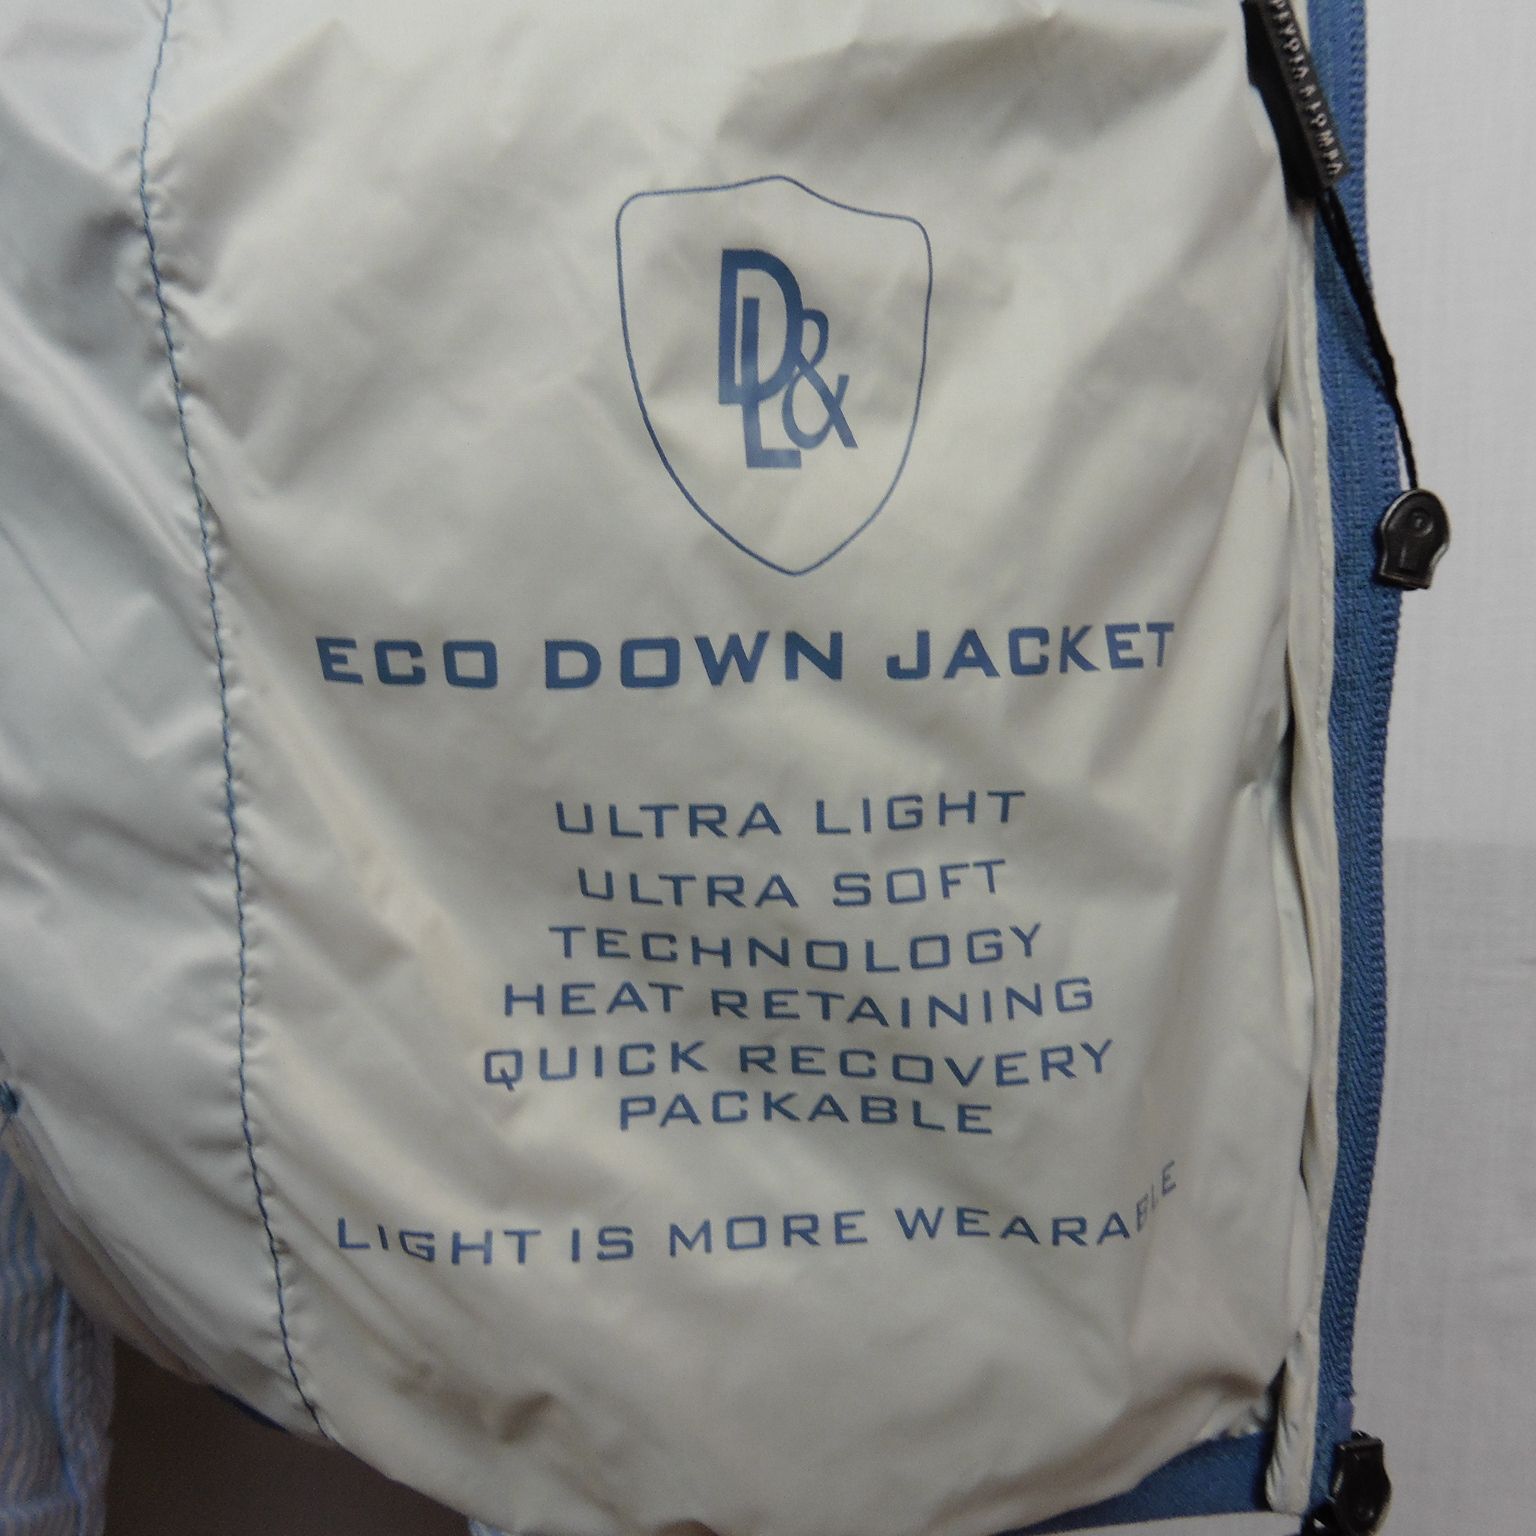 DL&
ECO DOWN JACKET
ULTRA LIGHT
ULTRA SOFT
TECHNOLOGY
HEAT RETAINING
QUICK RECOVERY
PACKABLE
LIGHT IS MORE WEARABLE